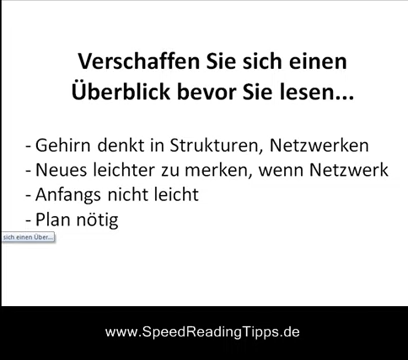 Verschaffen Sie sich einen
Überblick bevor Sie lesen...
- Gehirn denkt in Strukturen, Netzwerken
- Neues leichter zu merken, wenn Netzwerk
- Anfangs nicht leicht
- Plan nötig
sich einen Über...
www.SpeedReadingTipps.de